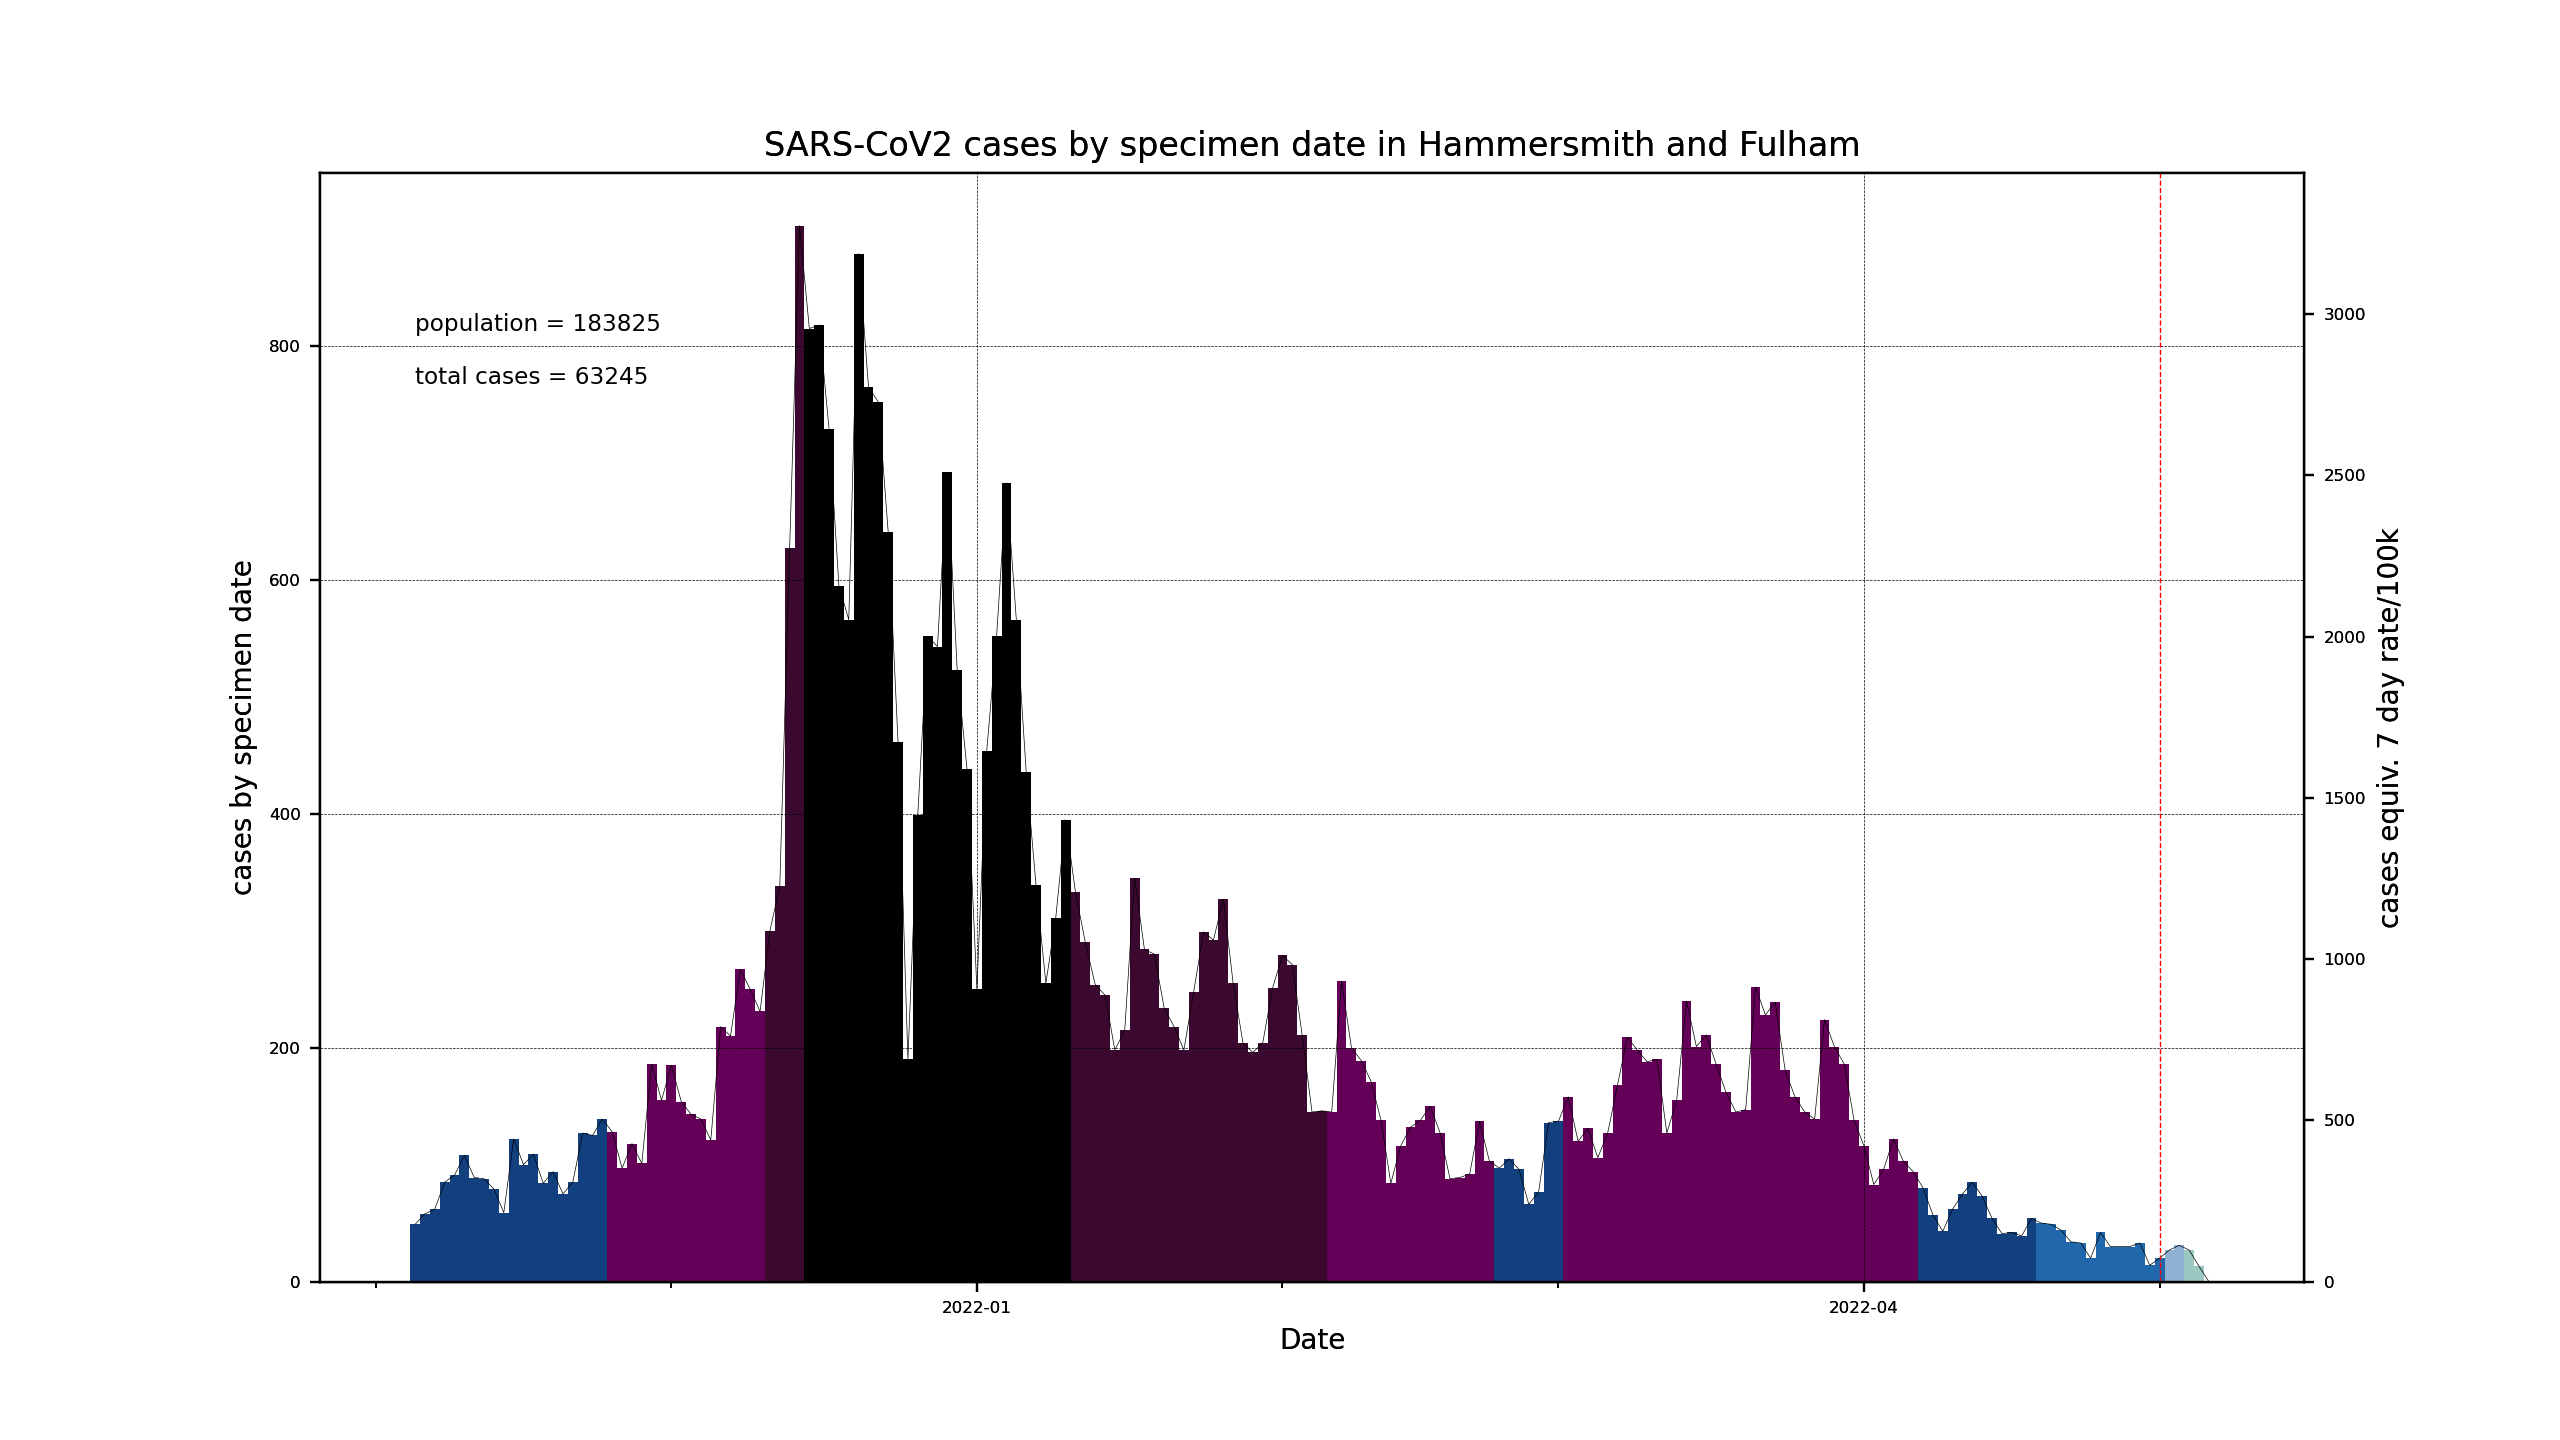 SARS-CoV2 cases by specimen date in Hammersmith and Fulham
population = 183825
total cases = 63245
cases by specimen date
800
600
400
200
0
3000
2500
2000
1500
1000
500
0
cases equiv. 7 day rate/100k
2022-01
2022-04
Date